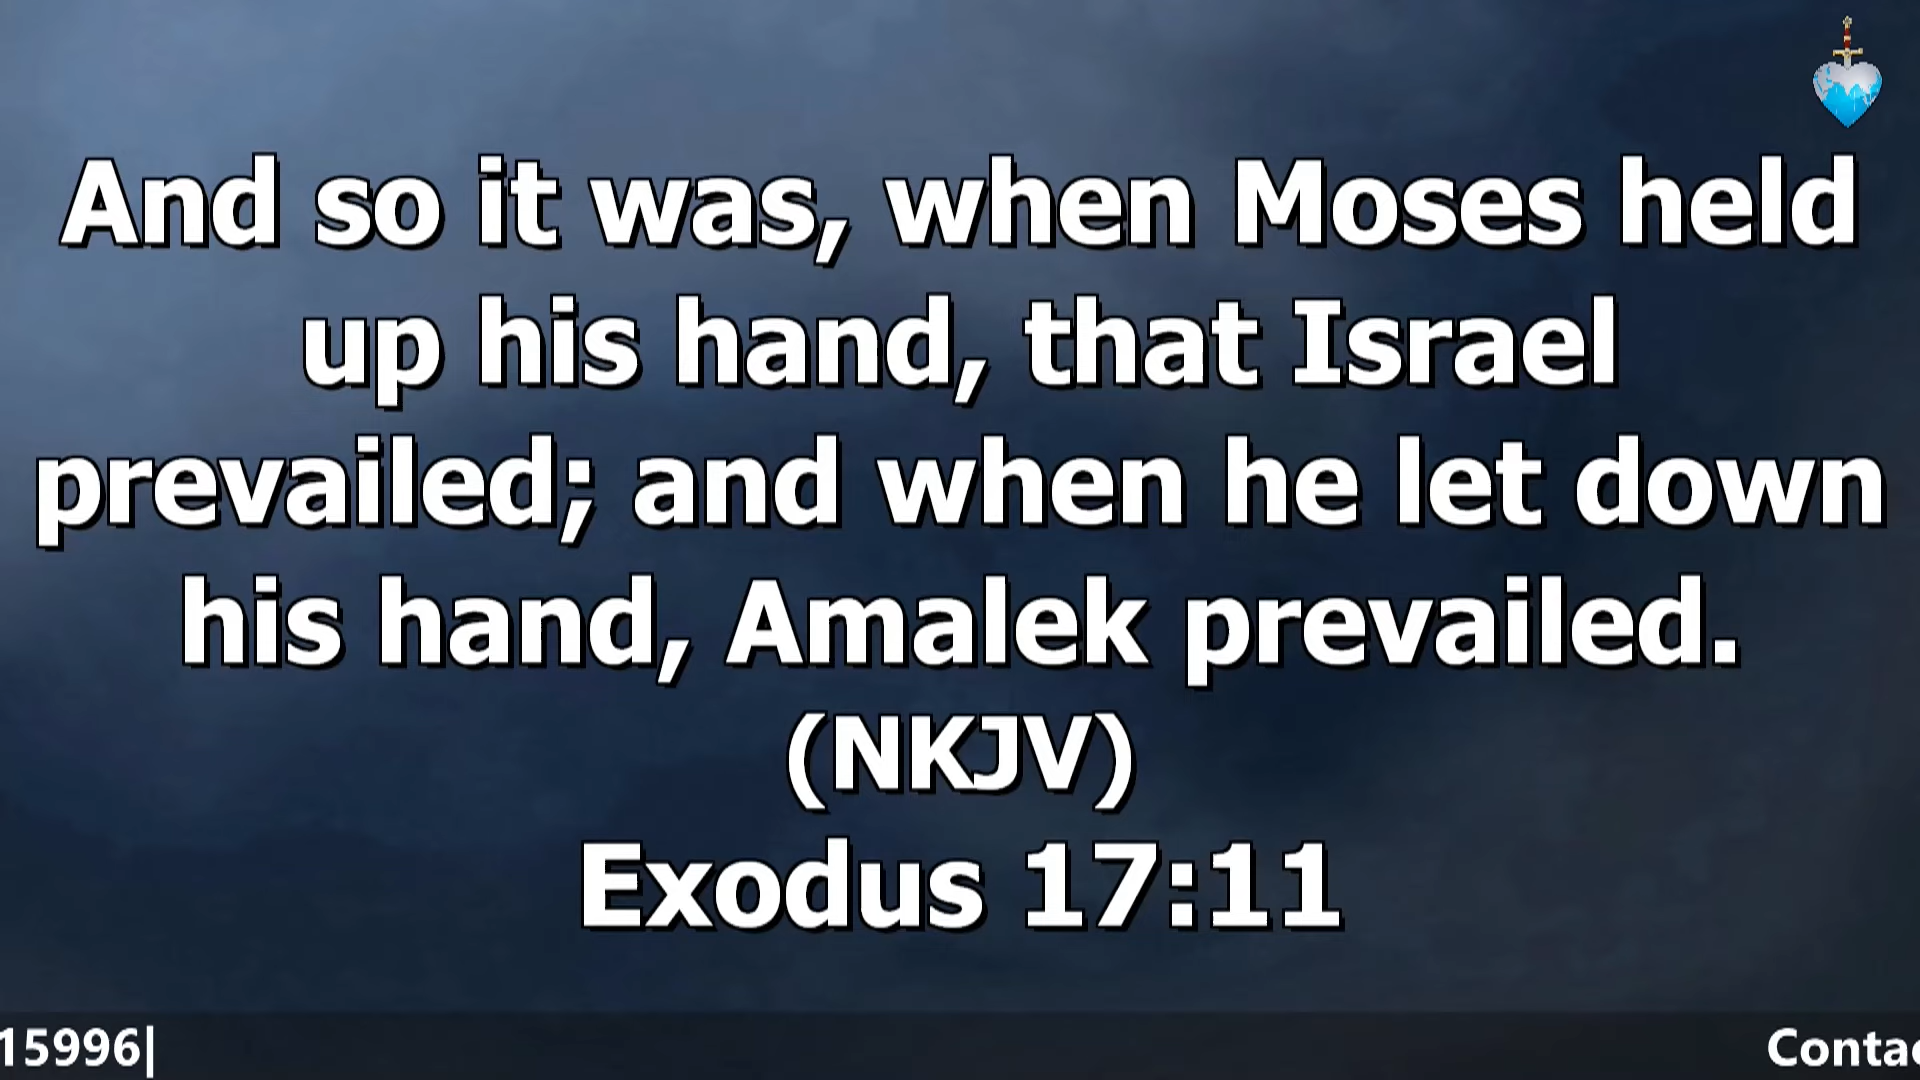 And so it was, when Moses held
up his hand, that Israel
prevailed; and when he let down
his hand, Amalek prevailed.
(NKJV)
Exodus 17:11
15996|
Contac